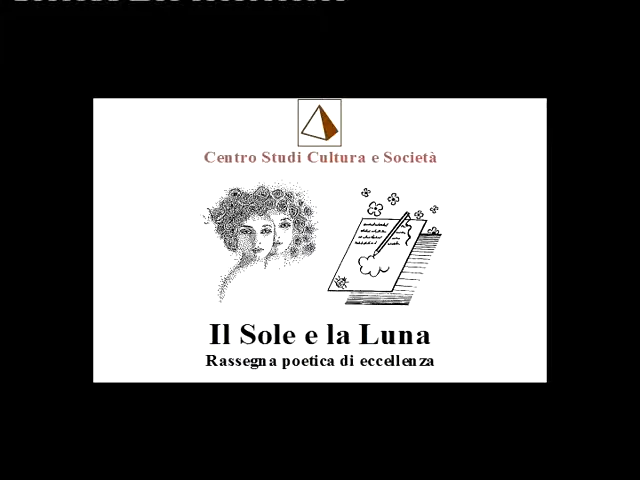 Centro Studi Cultura e Società
Il Sole e la Luna
Rassegna poetica di eccellenza